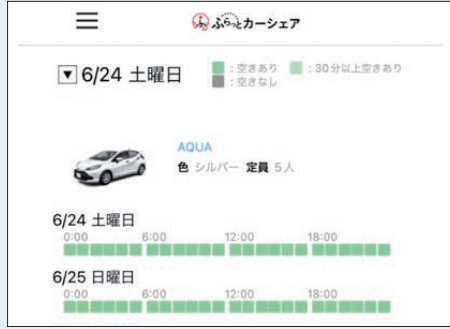 ふらっとカーシェア
▼ 6/24 土曜日
：空きあり ：30分以上空きあり
：空きなし
AQUA
色 シルバー 定員 5人
6/24 土曜日
0:00 6:00 12:00 18:00
6/25 日曜日
0:00 6:00 12:00 18:00